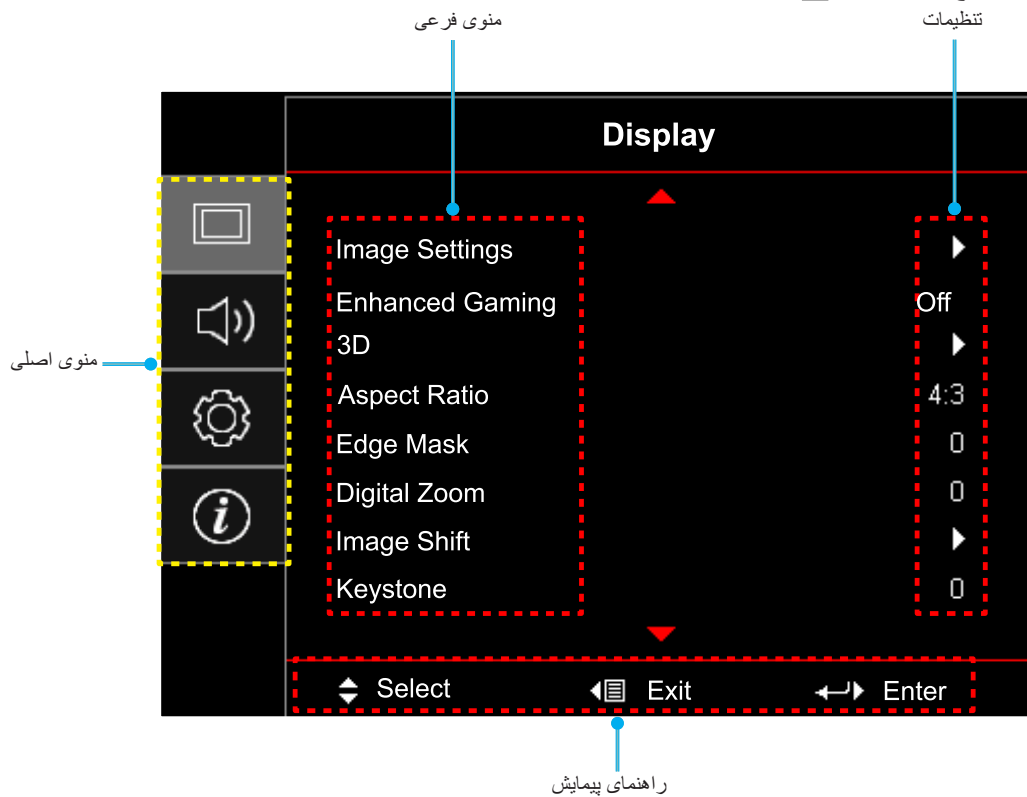 تنظیمات
منوی فرعی
Display
Image Settings
Enhanced Gaming Off
3D
Aspect Ratio 4:3
Edge Mask 0
Digital Zoom 0
Image Shift
Keystone 0
منوی اصلی
Select Exit Enter
راهنمای پیمایش